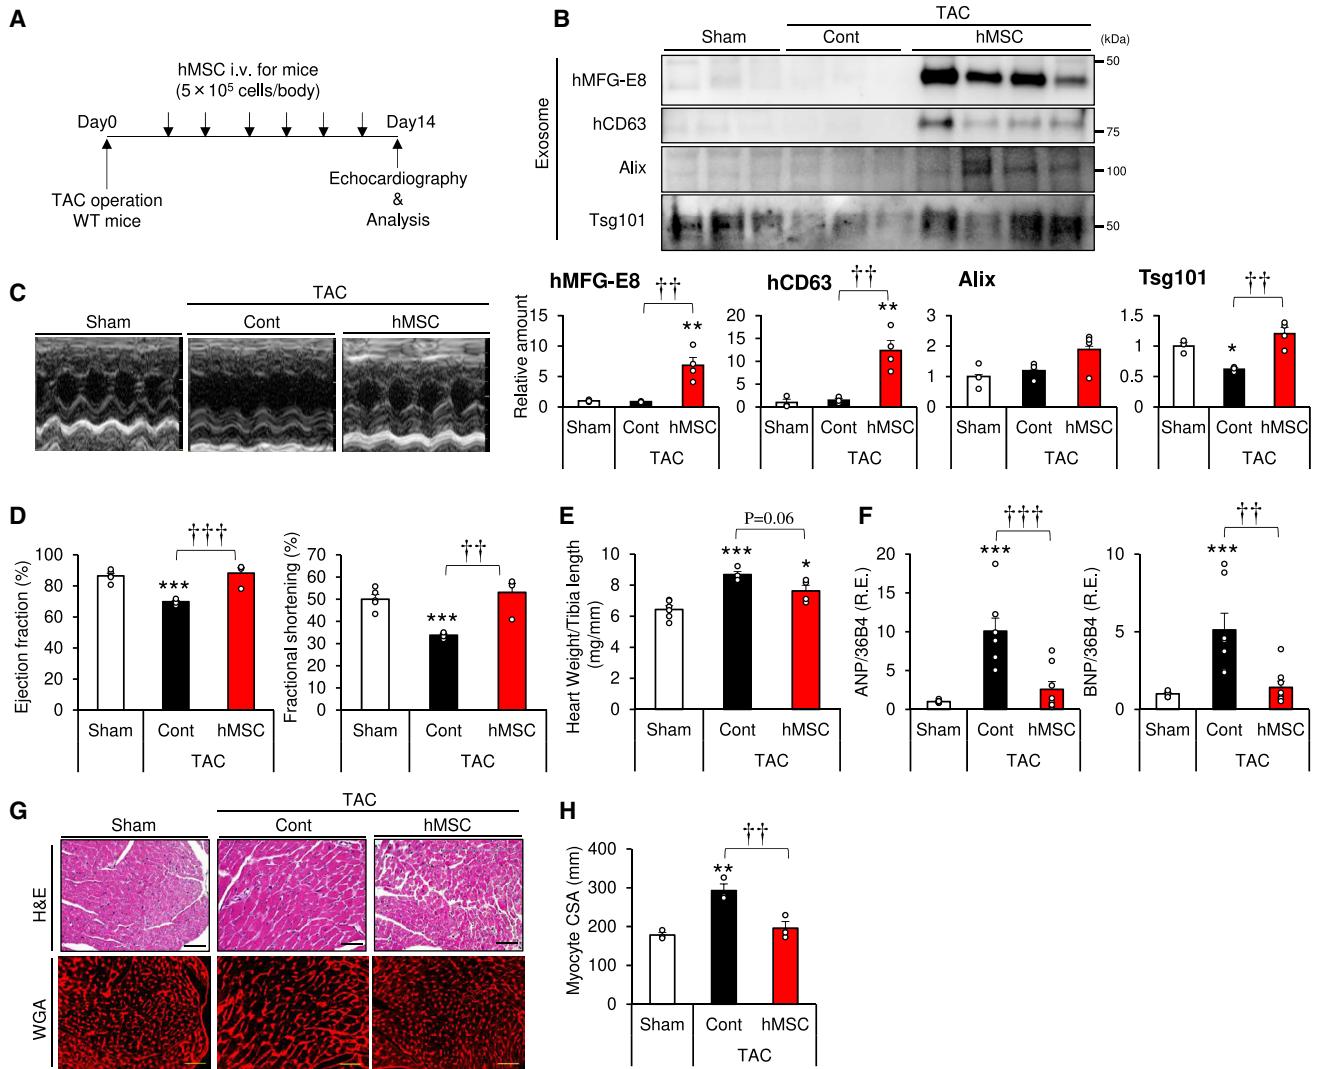 A
hMSC i.v. for mice
(5×10⁵ cells/body)
Day0
Day14
TAC operation
WT mice
Echocardiography
&
Analysis
B
TAC
Sham
Cont
hMSC
(kDa)
Exosome
hMFG-E8
50
hCD63
75
Alix
100
Tsg101
50
hMFG-E8
hCD63
Alix
Tsg101
Relative amount
††
**
15
10
5
0
Sham
Cont
hMSC
TAC
††
**
20
15
10
5
0
Sham
Cont
hMSC
TAC
3
2
1
0
Sham
Cont
hMSC
TAC
††
*
1.5
1
0.5
0
Sham
Cont
hMSC
TAC
C
TAC
Sham
Cont
hMSC
D
Ejection fraction (%)
†††
***
100
80
60
40
20
0
Sham
Cont
hMSC
TAC
Fractional shortening (%)
††
***
70
60
50
40
30
20
10
0
Sham
Cont
hMSC
TAC
E
Heart Weight/Tibia length
(mg/mm)
P=0.06
***
*
10
8
6
4
2
0
Sham
Cont
hMSC
TAC
F
ANP/36B4 (R.E.)
†††
***
20
15
10
5
0
Sham
Cont
hMSC
TAC
BNP/36B4 (R.E.)
††
***
10
5
0
Sham
Cont
hMSC
TAC
G
TAC
Sham
Cont
hMSC
H&E
WGA
H
Myocyte CSA (mm)
††
**
400
300
200
100
0
Sham
Cont
hMSC
TAC